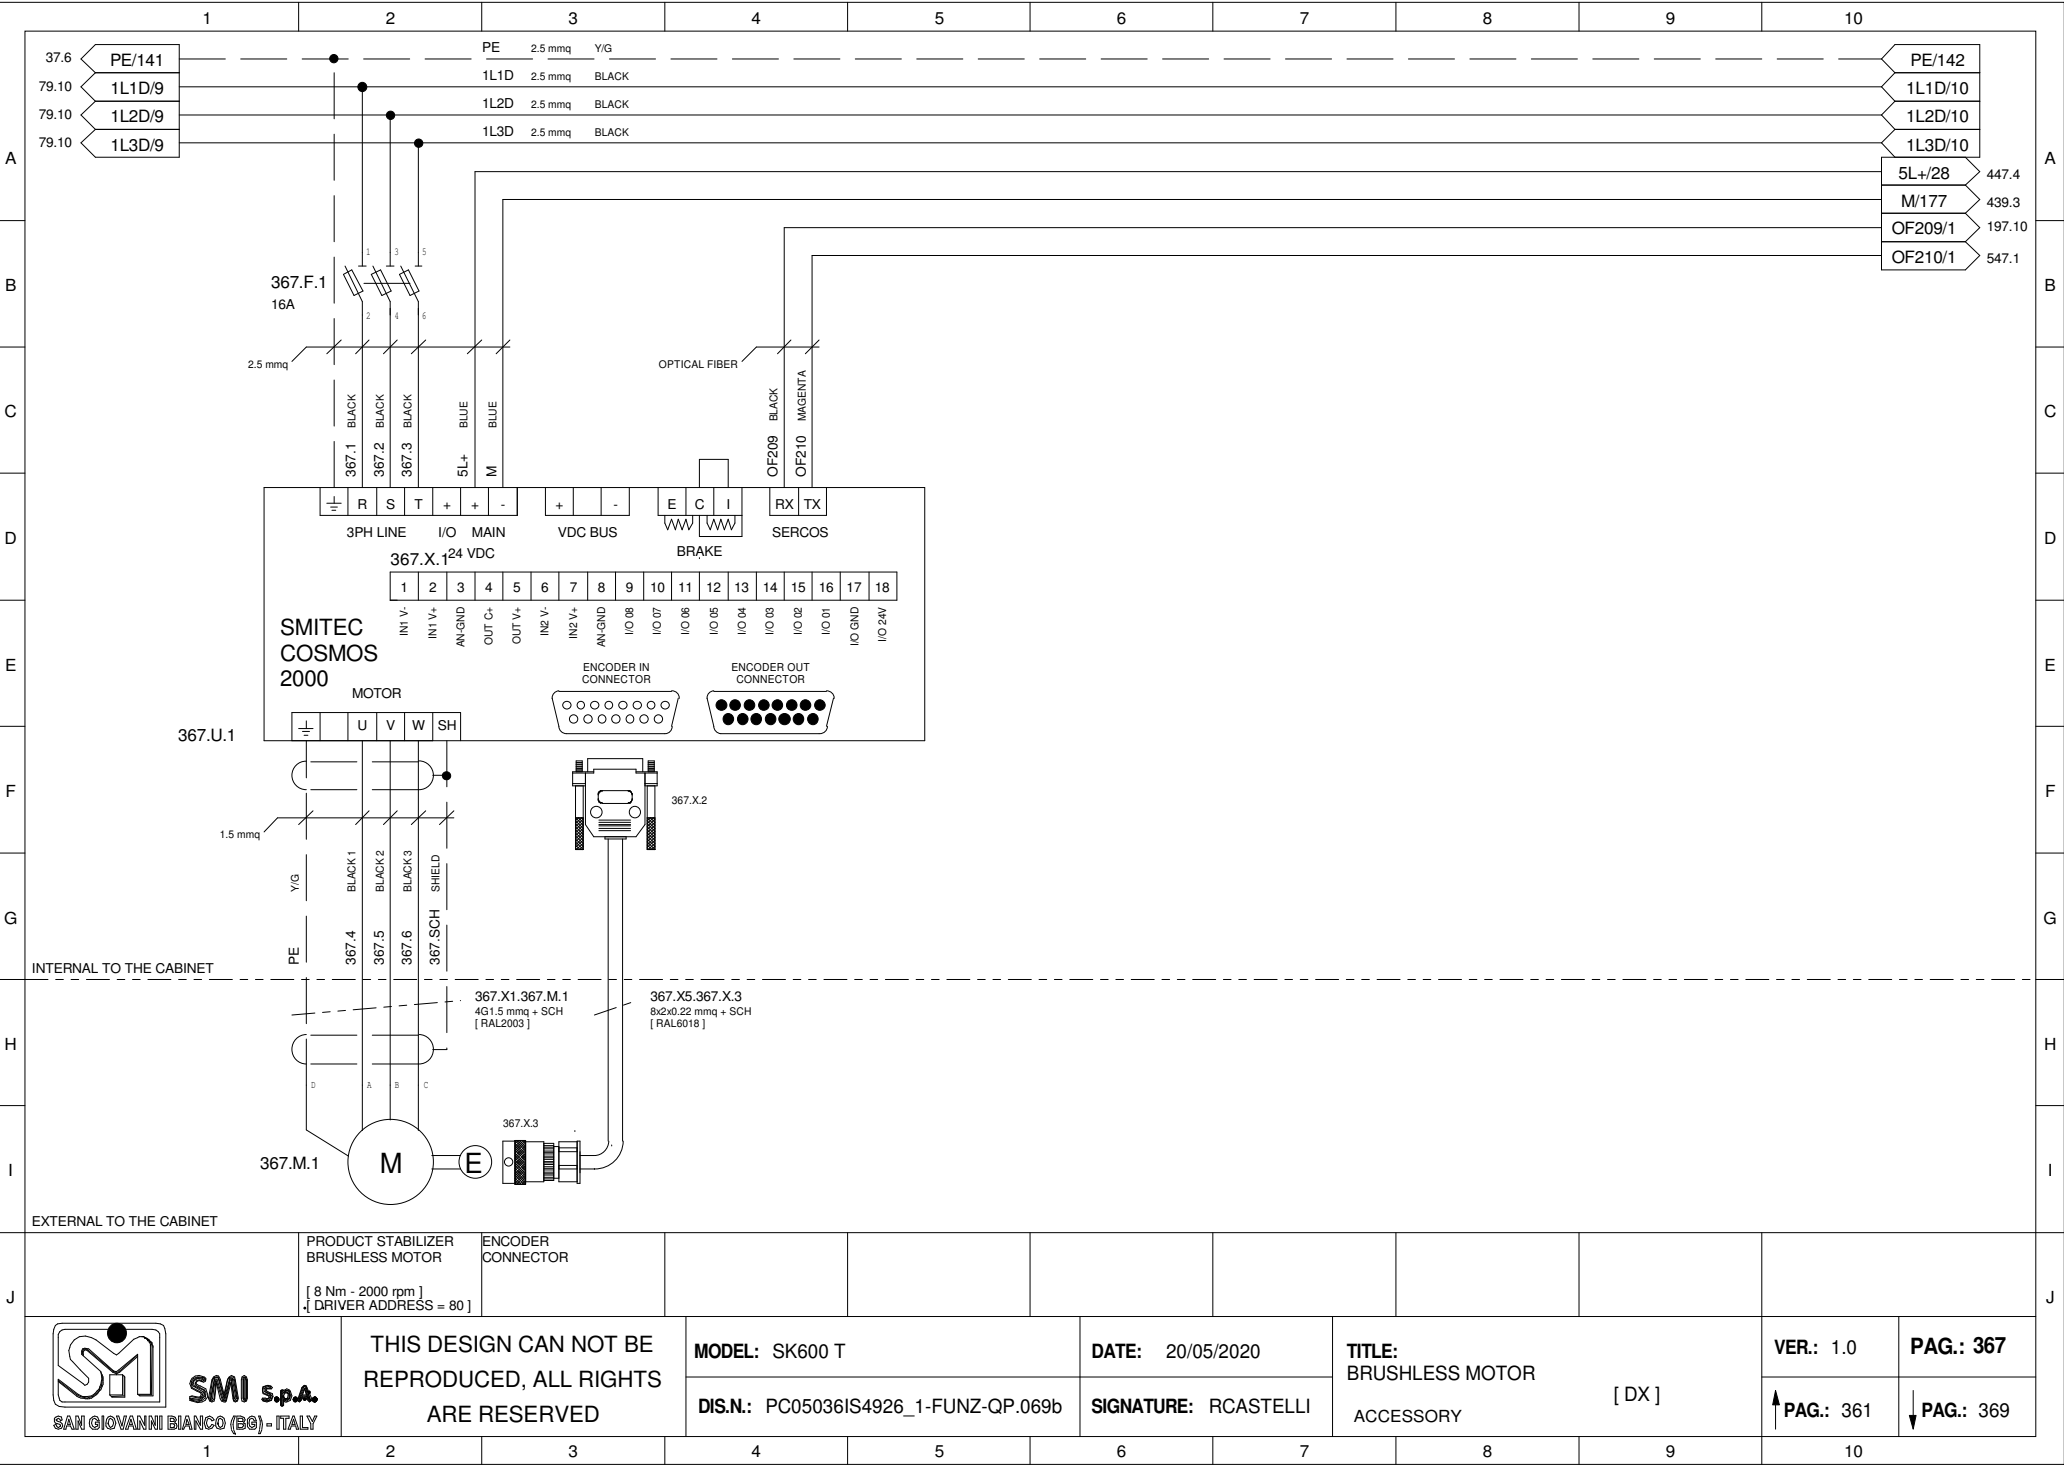 1 2 3 4 5 6 7 8 9 10
37.6 PE/141 PE 2.5 mmq Y/G PE/142
79.10 1L1D/9 1L1D 2.5 mmq BLACK 1L1D/10
79.10 1L2D/9 1L2D 2.5 mmq BLACK 1L2D/10
79.10 1L3D/9 1L3D 2.5 mmq BLACK 1L3D/10
A A
5L+/28 447.4
M/177 439.3
OF209/1 197.10
OF210/1 547.1
1 3 5
B 367.F.1 B
16A
2 4 6
2.5 mmq OPTICAL FIBER
C C
367.1 BLACK
367.2 BLACK
367.3 BLACK
5L+ BLUE
M BLUE
OF209 BLACK
OF210 MAGENTA
R S T + + - + - E C I RX TX
D 3PH LINE I/O MAIN VDC BUS SERCOS D
24 VDC BRAKE
367.X.1
1 2 3 4 5 6 7 8 9 10 11 12 13 14 15 16 17 18
IN1 V-
IN1 V+
AN-GND
OUT C+
OUT V+
IN2 V-
IN2 V+
AN-GND
I/O 08
I/O 07
I/O 06
I/O 05
I/O 04
I/O 03
I/O 02
I/O 01
I/O GND
I/O 24V
SMITEC
COSMOS
2000
E E
ENCODER IN
CONNECTOR
ENCODER OUT
CONNECTOR
MOTOR
U V W SH
367.U.1
F 367.X.2 F
1.5 mmq
G G
PE Y/G
367.4 BLACK 1
367.5 BLACK 2
367.6 BLACK 3
367.SCH SHIELD
INTERNAL TO THE CABINET
367.X1.367.M.1
4G1.5 mmq + SCH
[ RAL2003 ]
367.X5.367.X.3
8x2x0.22 mmq + SCH
[ RAL6018 ]
H H
D A B C
367.X.3
367.M.1 M E
I I
EXTERNAL TO THE CABINET
PRODUCT STABILIZER
BRUSHLESS MOTOR
[ 8 Nm - 2000 rpm ]
[ DRIVER ADDRESS = 80 ]
ENCODER
CONNECTOR
J J
SMI
SMI S.p.A.
SAN GIOVANNI BIANCO (BG) - ITALY
THIS DESIGN CAN NOT BE
REPRODUCED, ALL RIGHTS
ARE RESERVED
MODEL: SK600 T
DIS.N.: PC05036IS4926_1-FUNZ-QP.069b
DATE: 20/05/2020
SIGNATURE: RCASTELLI
TITLE:
BRUSHLESS MOTOR
[ DX ]
ACCESSORY
VER.: 1.0
PAG.: 367
PAG.: 361
PAG.: 369
1 2 3 4 5 6 7 8 9 10